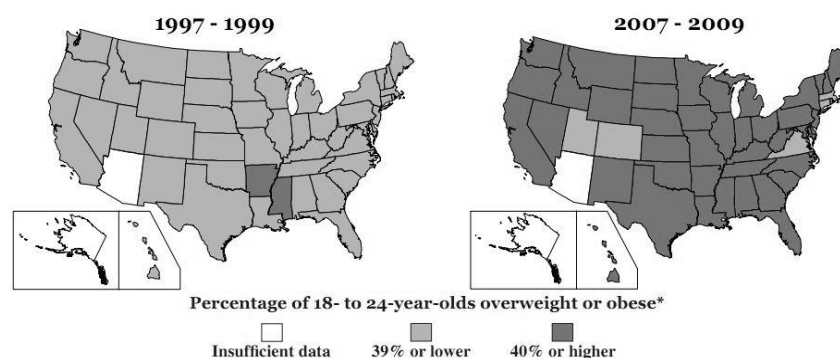 1997 - 1999
2007 - 2009
Percentage of 18- to 24-year-olds overweight or obese*
Insufficient data
39% or lower
40% or higher